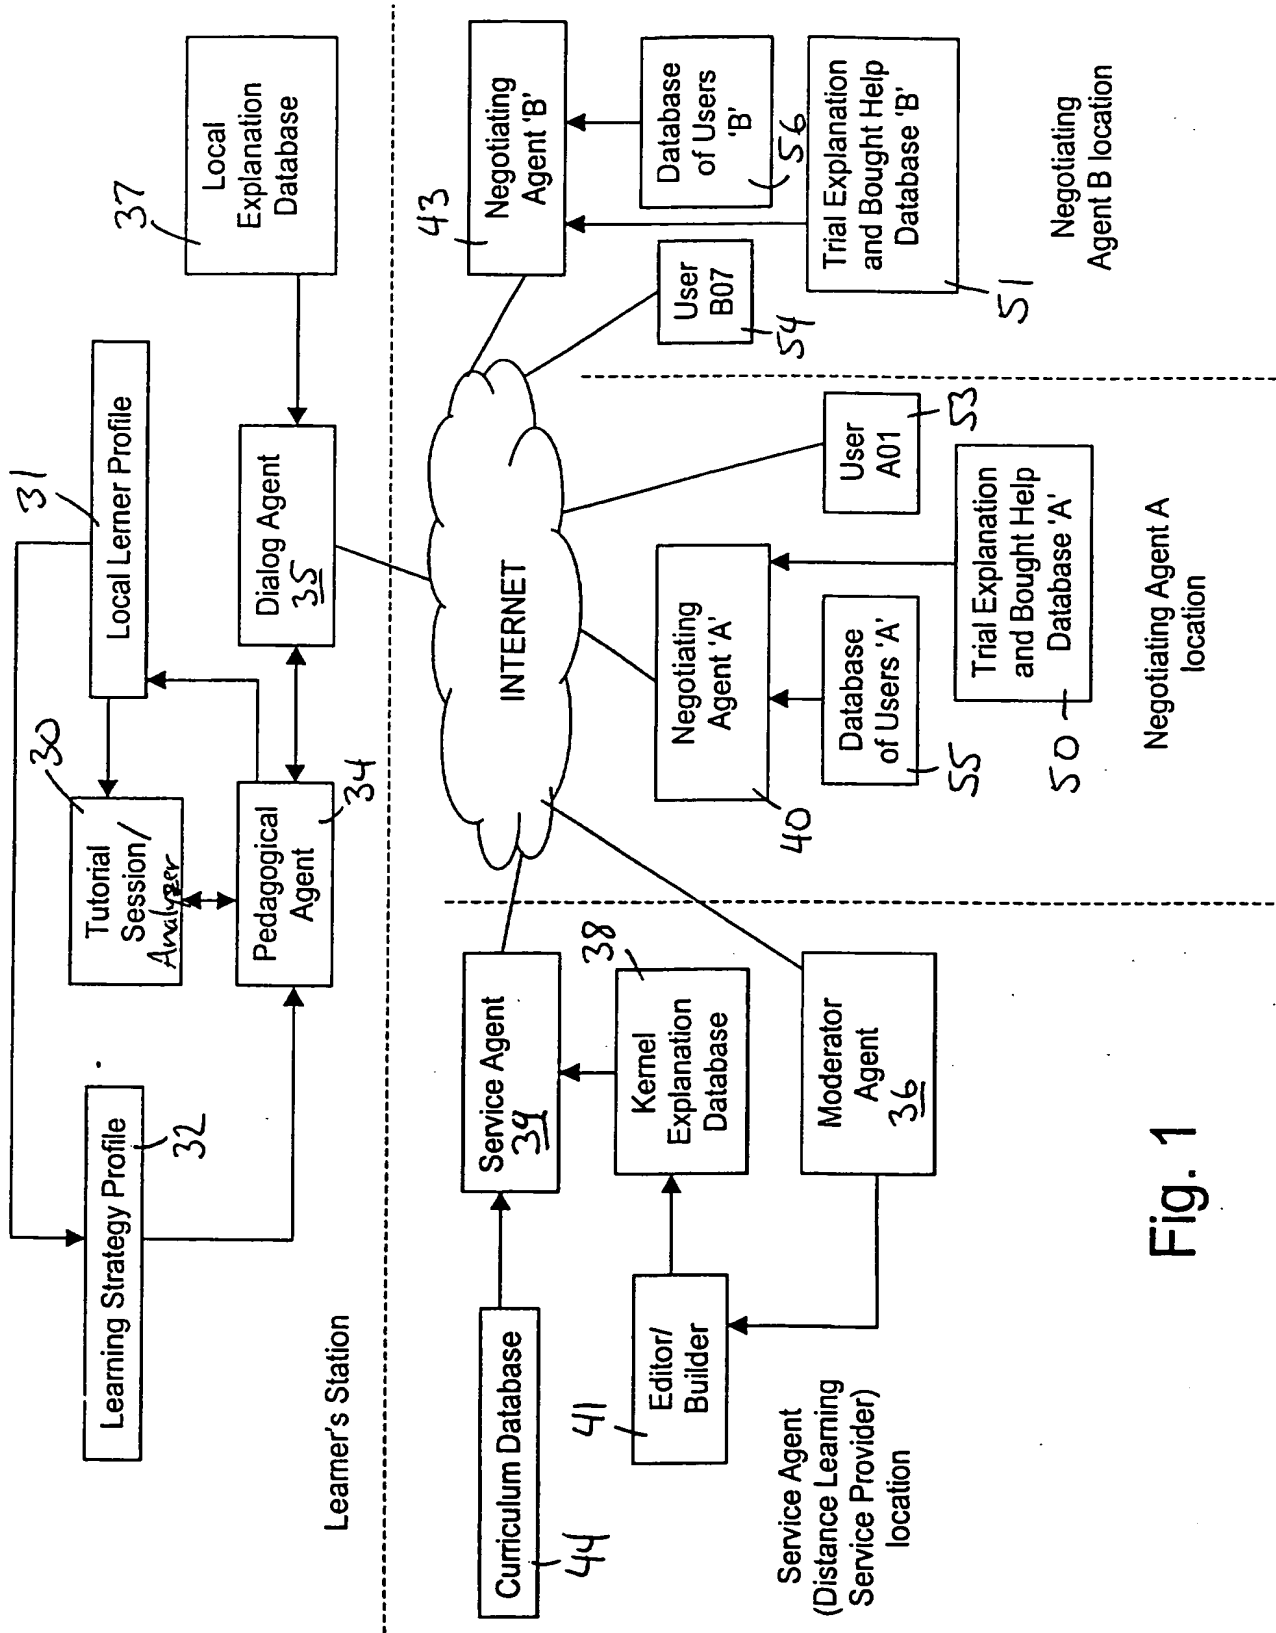 Learning Strategy Profile
32
31
Local Lerner Profile
30
Tutorial
Session/
Analyzer
Pedagogical
Agent
34
Dialog Agent
35
37
Local
Explanation
Database
Learner's Station
INTERNET
Curriculum Database
44
Service Agent
39
38
Kernel
Explanation
Database
41
Editor/
Builder
Moderator
Agent
36
Service Agent
(Distance Learning
Service Provider)
location
Negotiating
Agent 'A'
40
Database
of Users 'A'
55
User
A01
53
Trial Explanation
and Bought Help
Database 'A'
50
Negotiating Agent A
location
43
Negotiating
Agent 'B'
Database
of Users
'B'
56
User
B07
54
Trial Explanation
and Bought Help
Database 'B'
51
Negotiating
Agent B location
Fig. 1